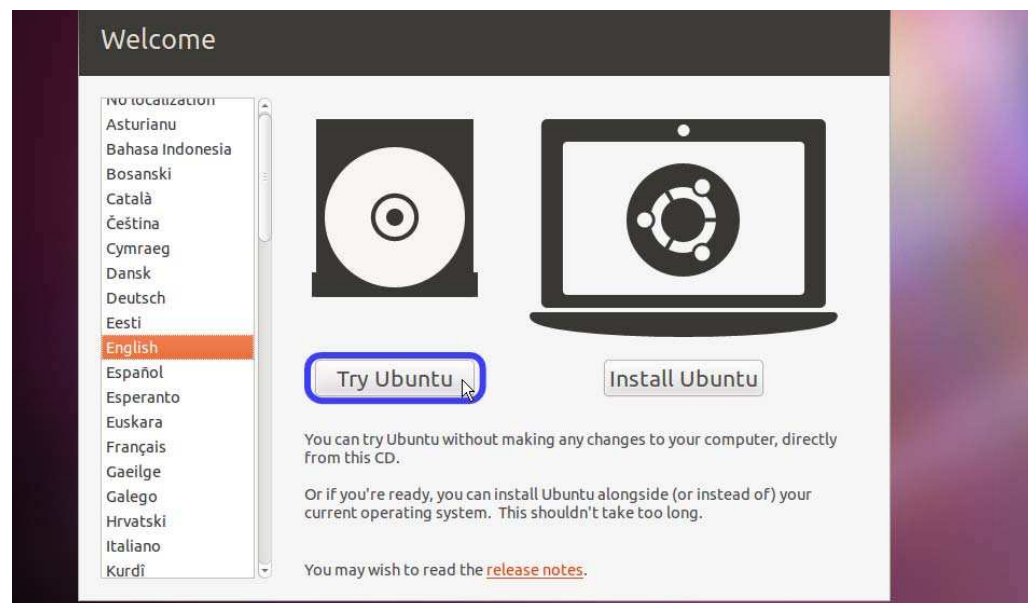 Welcome
No localization
Asturianu
Bahasa Indonesia
Bosanski
Català
Čeština
Cymraeg
Dansk
Deutsch
Eesti
English
Español
Esperanto
Euskara
Français
Gaeilge
Galego
Hrvatski
Italiano
Kurdî
Try Ubuntu
Install Ubuntu
You can try Ubuntu without making any changes to your computer, directly
from this CD.
Or if you're ready, you can install Ubuntu alongside (or instead of) your
current operating system. This shouldn't take too long.
You may wish to read the release notes.